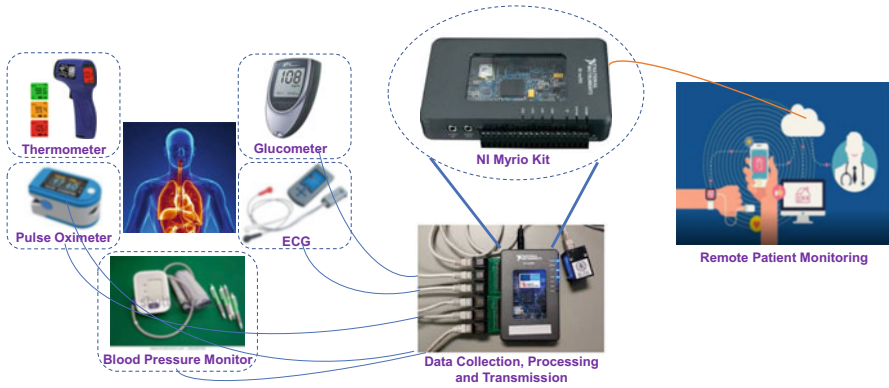 Thermometer
Glucometer
108
NI Myrio Kit
Pulse Oximeter
ECG
Remote Patient Monitoring
Blood Pressure Monitor
Data Collection, Processing
and Transmission